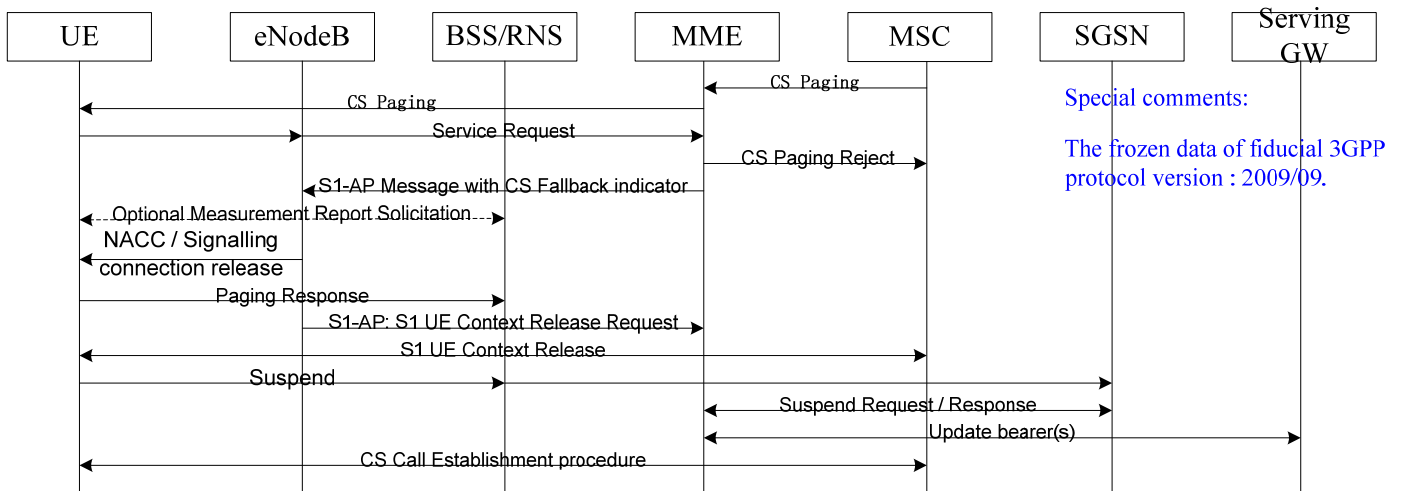 UE
eNodeB
BSS/RNS
MME
MSC
SGSN
Serving
GW
CS Paging
CS Paging
Special comments:
Service Request
The frozen data of fiducial 3GPP
protocol version : 2009/09.
CS Paging Reject
S1-AP Message with CS Fallback indicator
Optional Measurement Report Solicitation
NACC / Signalling
connection release
Paging Response
S1-AP: S1 UE Context Release Request
S1 UE Context Release
Suspend
Suspend Request / Response
Update bearer(s)
CS Call Establishment procedure